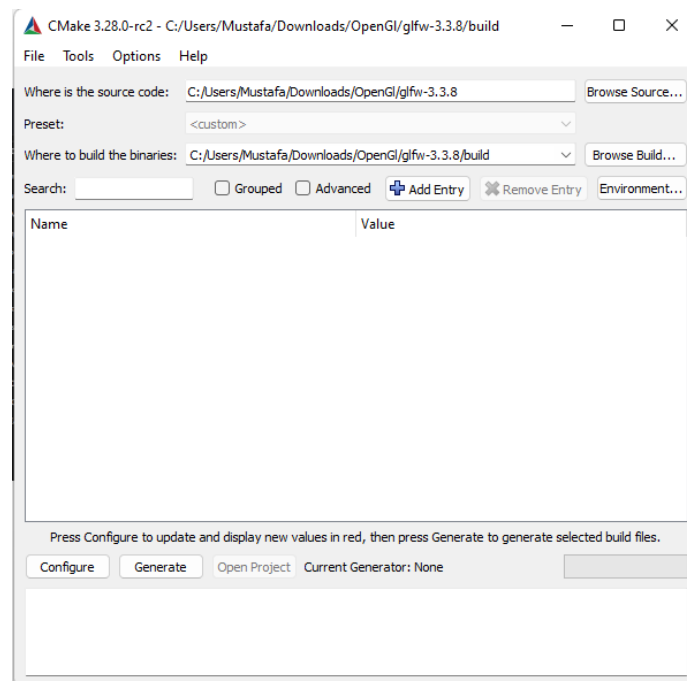 CMake 3.28.0-rc2 - C:/Users/Mustafa/Downloads/OpenGl/glfw-3.3.8/build
File Tools Options Help
Where is the source code: C:/Users/Mustafa/Downloads/OpenGl/glfw-3.3.8 Browse Source...
Preset: <custom>
Where to build the binaries: C:/Users/Mustafa/Downloads/OpenGl/glfw-3.3.8/build Browse Build...
Search: Grouped Advanced Add Entry Remove Entry Environment...
Name Value
Press Configure to update and display new values in red, then press Generate to generate selected build files.
Configure Generate Open Project Current Generator: None